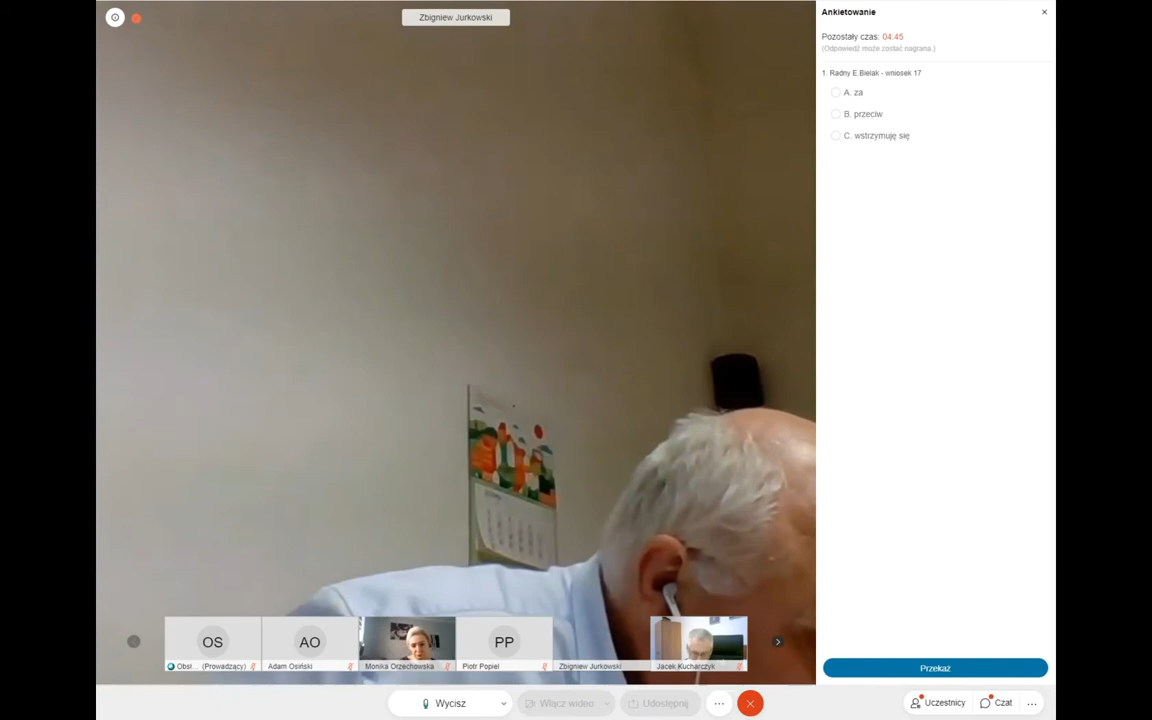 Zbigniew Jurkowski
Ankietowanie
Pozostały czas: 04:45
(Odpowiedź może zostać nagrana.)
1. Radny E.Bielak - wniosek 17
A. za
B. przeciw
C. wstrzymuję się
OS
AO
PP
Obsł... (Prowadzący)
Adam Osiński
Monika Orzechowska
Piotr Popiel
Zbigniew Jurkowski
Jacek Kucharczyk
Przekaż
Wycisz
Włącz wideo
Udostępnij
Uczestnicy
Czat